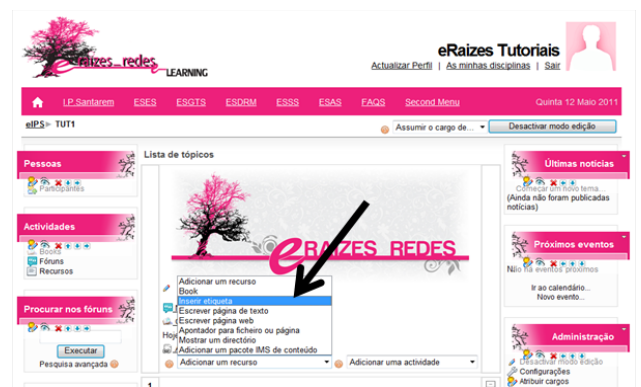 eRaizes_redes
LEARNING
eRaizes Tutoriais
Actualizar Perfil | As minhas disciplinas | Sair
I.P.Santarem ESES ESGTS ESDRM ESSS ESAS FAQS Second Menu Quinta 12 Maio 2011
eIPS ► TUT1
Assumir o cargo de... Desactivar modo edição
Pessoas
Participantes
Actividades
Books
Fóruns
Recursos
Procurar nos fóruns
Executar
Pesquisa avançada
Lista de tópicos
eRAIZES REDES
Adicionar um recurso
Book
Inserir etiqueta
Escrever página de texto
Escrever página web
Apontador para ficheiro ou página
Mostrar um directório
Adicionar um pacote IMS de conteúdo
Adicionar um recurso Adicionar uma actividade
1
Últimas notícias
Começar um novo tema...
(Ainda não foram publicadas
notícias)
Próximos eventos
Não há eventos próximos
Ir ao calendário...
Novo evento...
Administração
Desactivar modo edição
Configurações
Atribuir cargos